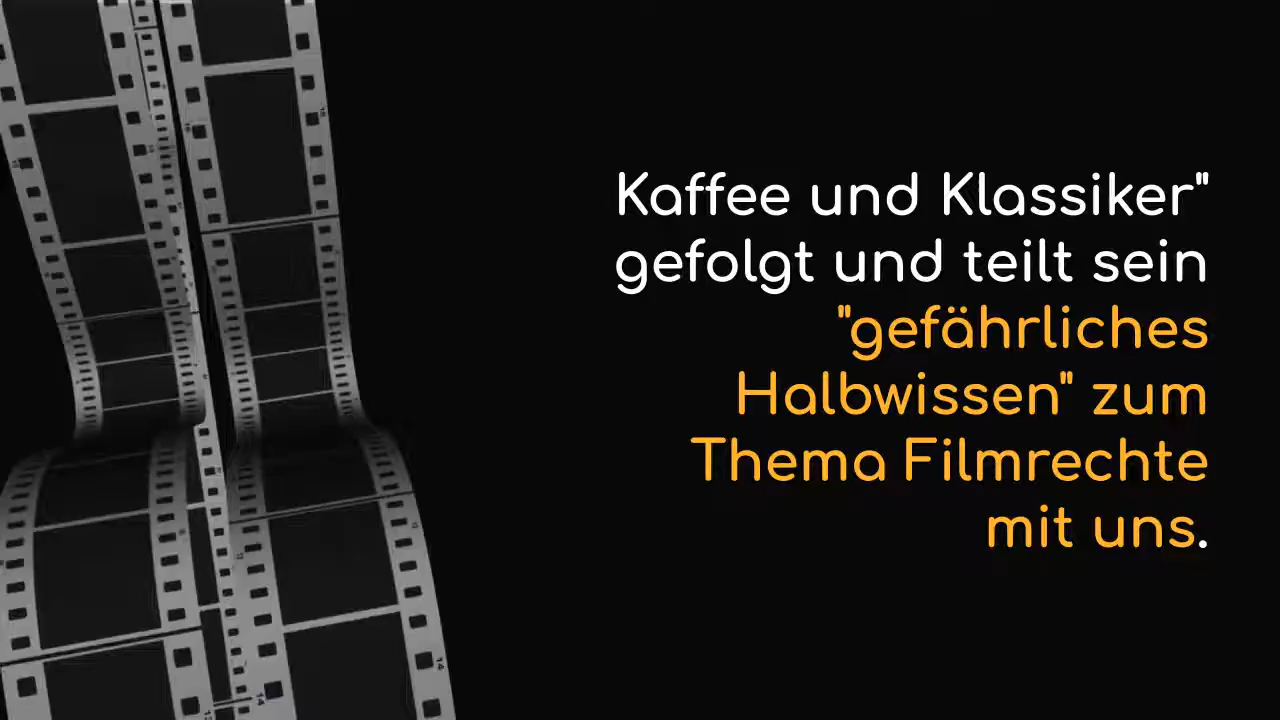 Kaffee und Klassiker"
gefolgt und teilt sein
"gefährliches
Halbwissen" zum
Thema Filmrechte
mit uns.